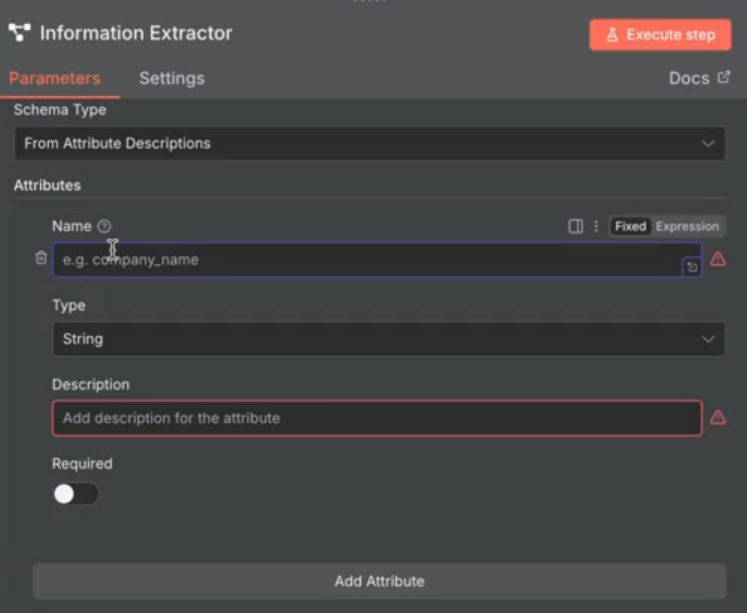 Information Extractor
Execute step
Parameters Settings Docs
Schema Type
From Attribute Descriptions
Attributes
Name Fixed Expression
e.g. company_name
Type
String
Description
Add description for the attribute
Required
Add Attribute